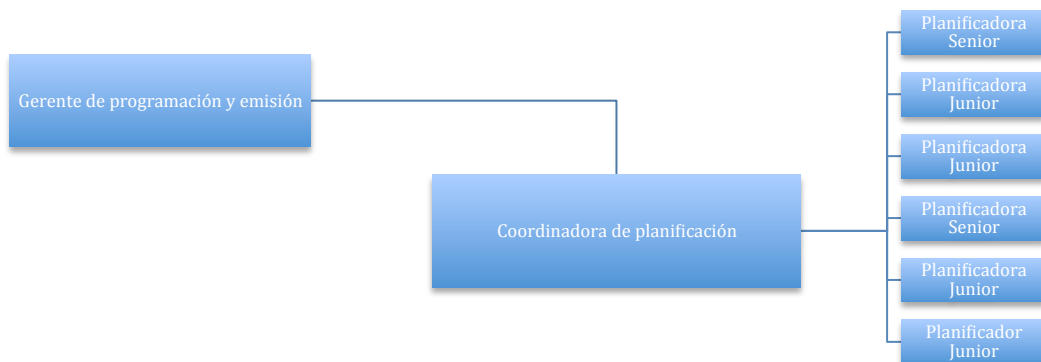 Gerente de programación y emisión
Coordinadora de planificación
Planificadora
Senior
Planificadora
Junior
Planificadora
Junior
Planificadora
Senior
Planificadora
Junior
Planificador
Junior